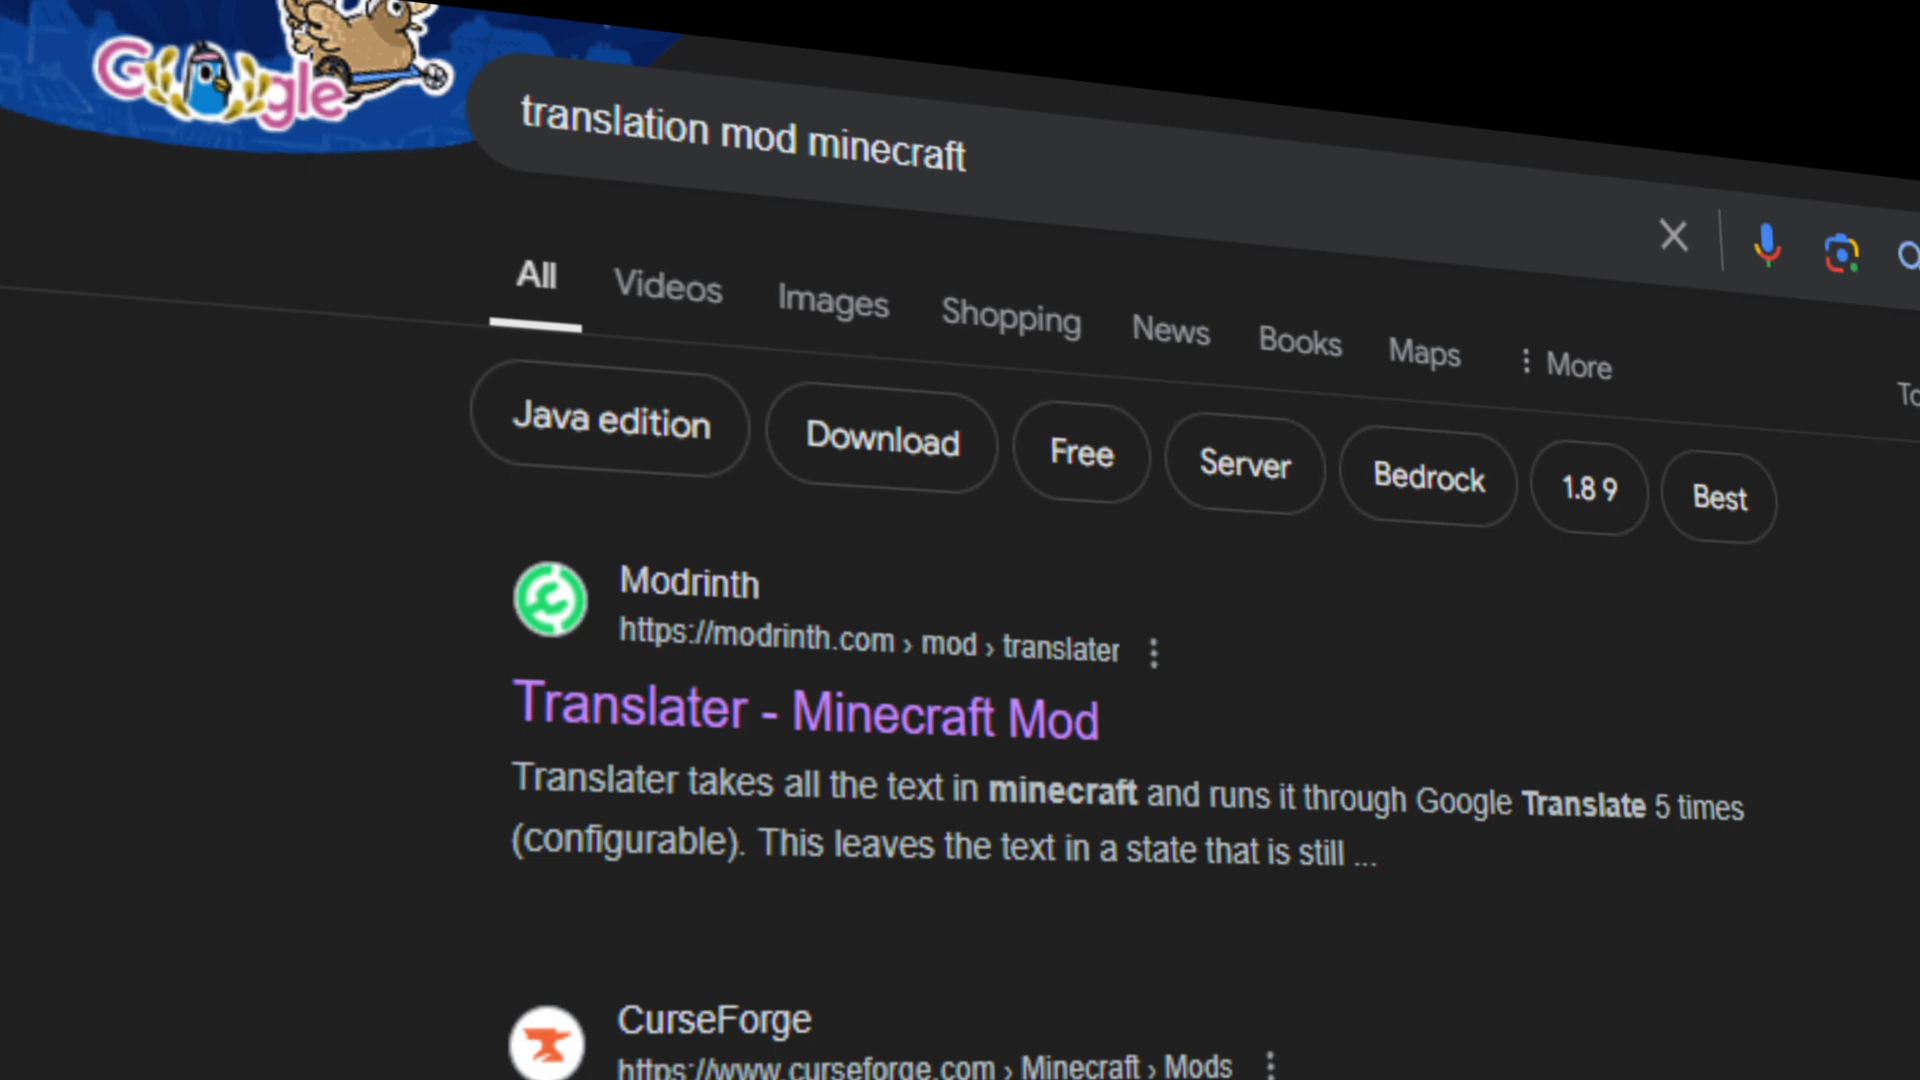 Google
translation mod minecraft
All Videos Images Shopping News Books Maps More
Java edition Download Free Server Bedrock 1.8 9 Best
Modrinth
https://modrinth.com › mod › translater
Translater - Minecraft Mod
Translater takes all the text in minecraft and runs it through Google Translate 5 times
(configurable). This leaves the text in a state that is still ...
CurseForge
https://www.curseforge.com › Minecraft › Mods